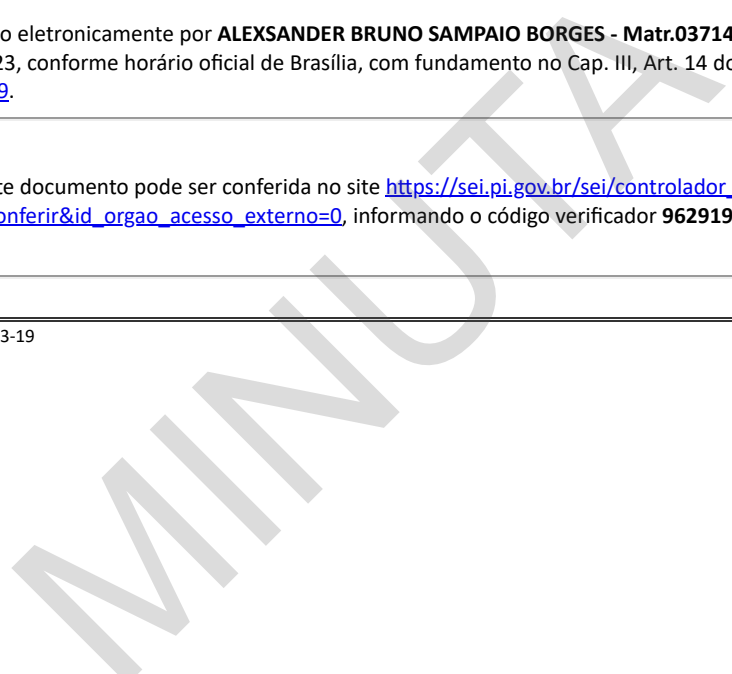 o eletronicamente por ALEXSANDER BRUNO SAMPAIO BORGES - Matr.03714
23, conforme horário oficial de Brasília, com fundamento no Cap. III, Art. 14 do
9.
te documento pode ser conferida no site https://sei.pi.gov.br/sei/controlador_
onferir&id_orgao_acesso_externo=0, informando o código verificador 962919
3-19
MINUTA